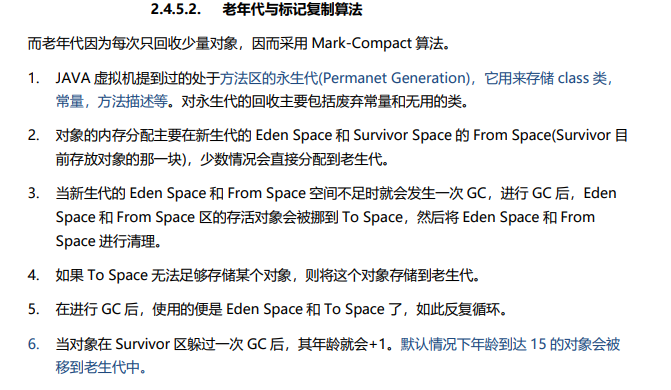 2.4.5.2. 老年代与标记复制算法
而老年代因为每次只回收少量对象，因而采用 Mark-Compact 算法。
1. JAVA 虚拟机提到过的处于方法区的永生代(Permanet Generation)，它用来存储 class 类，
常量，方法描述等。对永生代的回收主要包括废弃常量和无用的类。
2. 对象的内存分配主要在新生代的 Eden Space 和 Survivor Space 的 From Space(Survivor 目
前存放对象的那一块)，少数情况会直接分配到老生代。
3. 当新生代的 Eden Space 和 From Space 空间不足时就会发生一次 GC，进行 GC 后，Eden
Space 和 From Space 区的存活对象会被挪到 To Space，然后将 Eden Space 和 From
Space 进行清理。
4. 如果 To Space 无法足够存储某个对象，则将这个对象存储到老生代。
5. 在进行 GC 后，使用的便是 Eden Space 和 To Space 了，如此反复循环。
6. 当对象在 Survivor 区躲过一次 GC 后，其年龄就会+1。默认情况下年龄到达 15 的对象会被
移到老生代中。